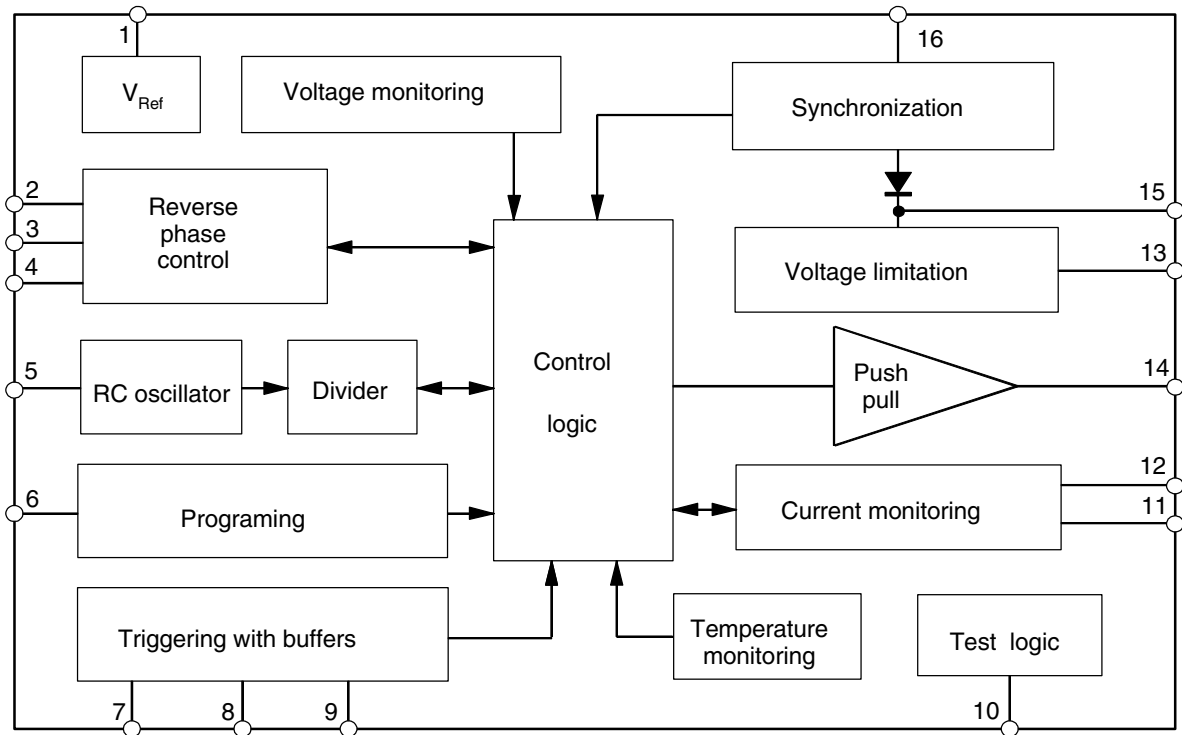 1
16
V_Ref
Voltage monitoring
Synchronization
2
3
4
Reverse
phase
control
15
13
Voltage limitation
5
RC oscillator
Divider
Control
logic
Push
pull
14
6
Programing
Current monitoring
12
11
Triggering with buffers
Temperature
monitoring
Test logic
7
8
9
10